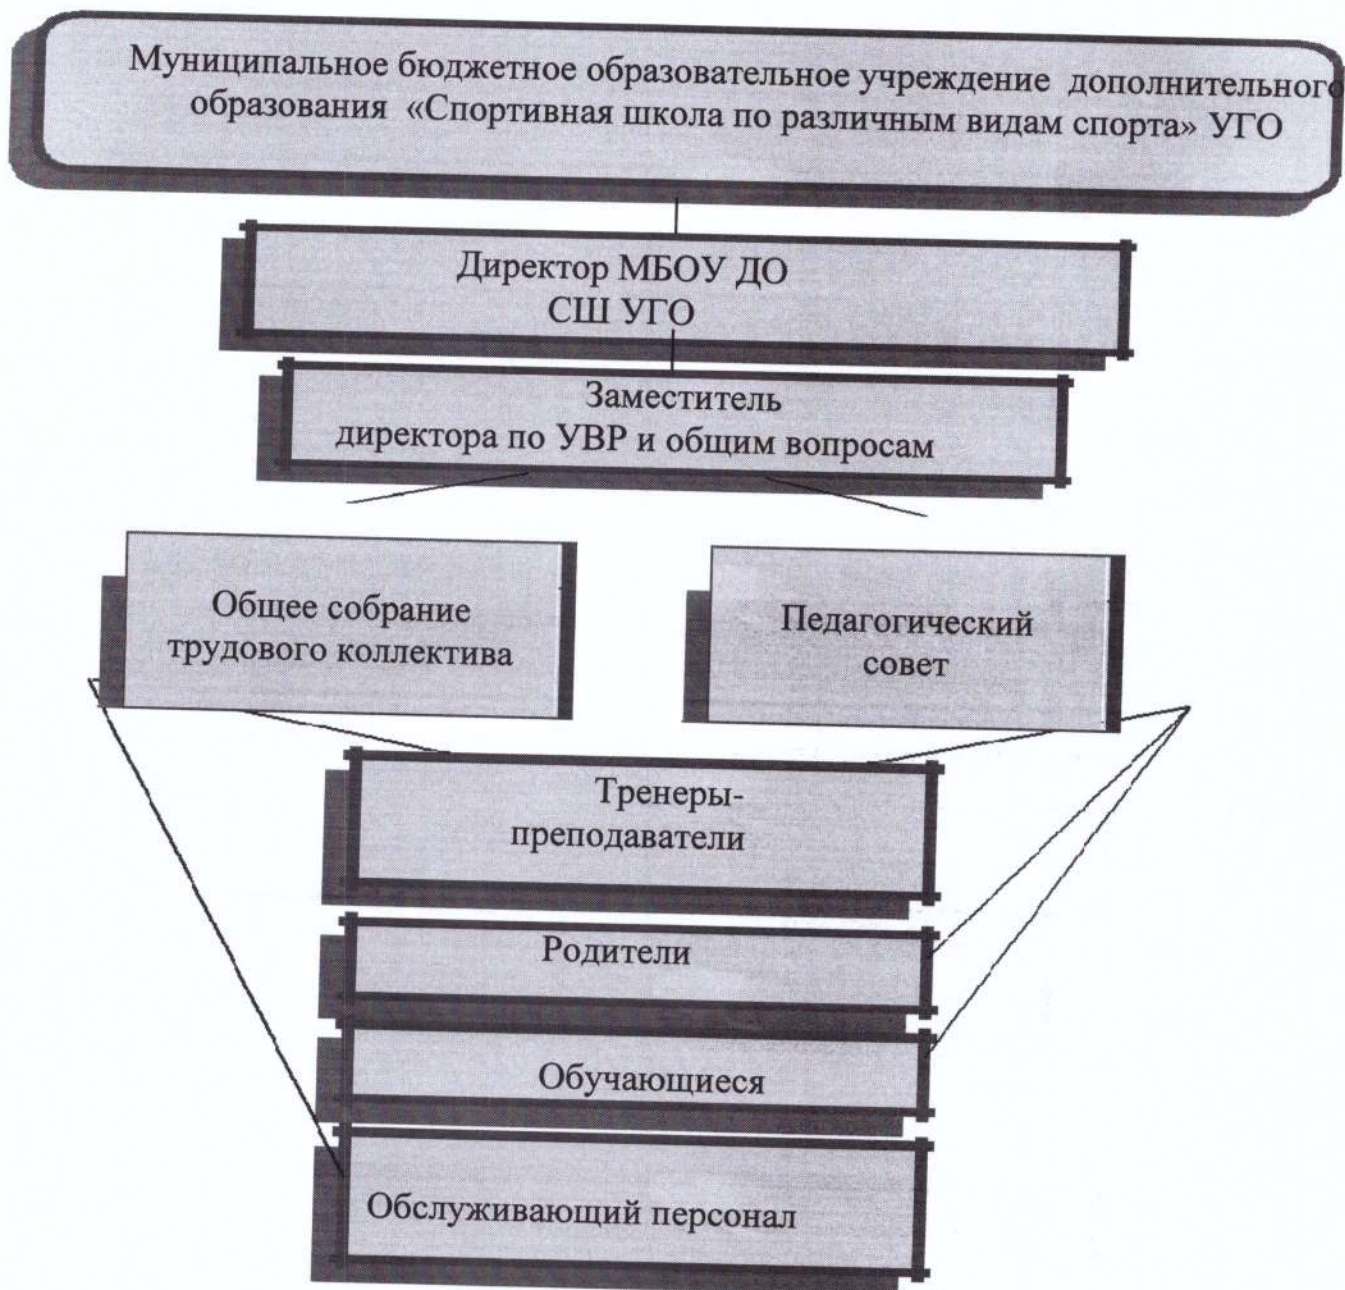 Муниципальное бюджетное образовательное учреждение дополнительного
образования «Спортивная школа по различным видам спорта» УГО
Директор МБОУ ДО
СШ УГО
Заместитель
директора по УВР и общим вопросам
Общее собрание
трудового коллектива
Педагогический
совет
Тренеры-
преподаватели
Родители
Обучающиеся
Обслуживающий персонал